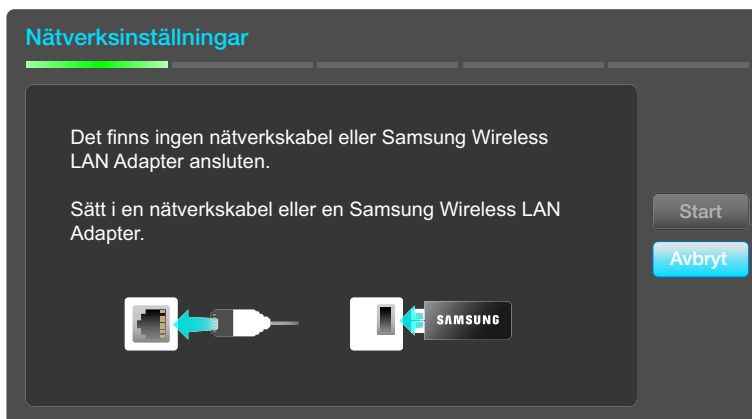 Nätverksinställningar
Det finns ingen nätverkskabel eller Samsung Wireless
LAN Adapter ansluten.
Sätt i en nätverkskabel eller en Samsung Wireless LAN
Adapter.
Start
Avbryt
SAMSUNG